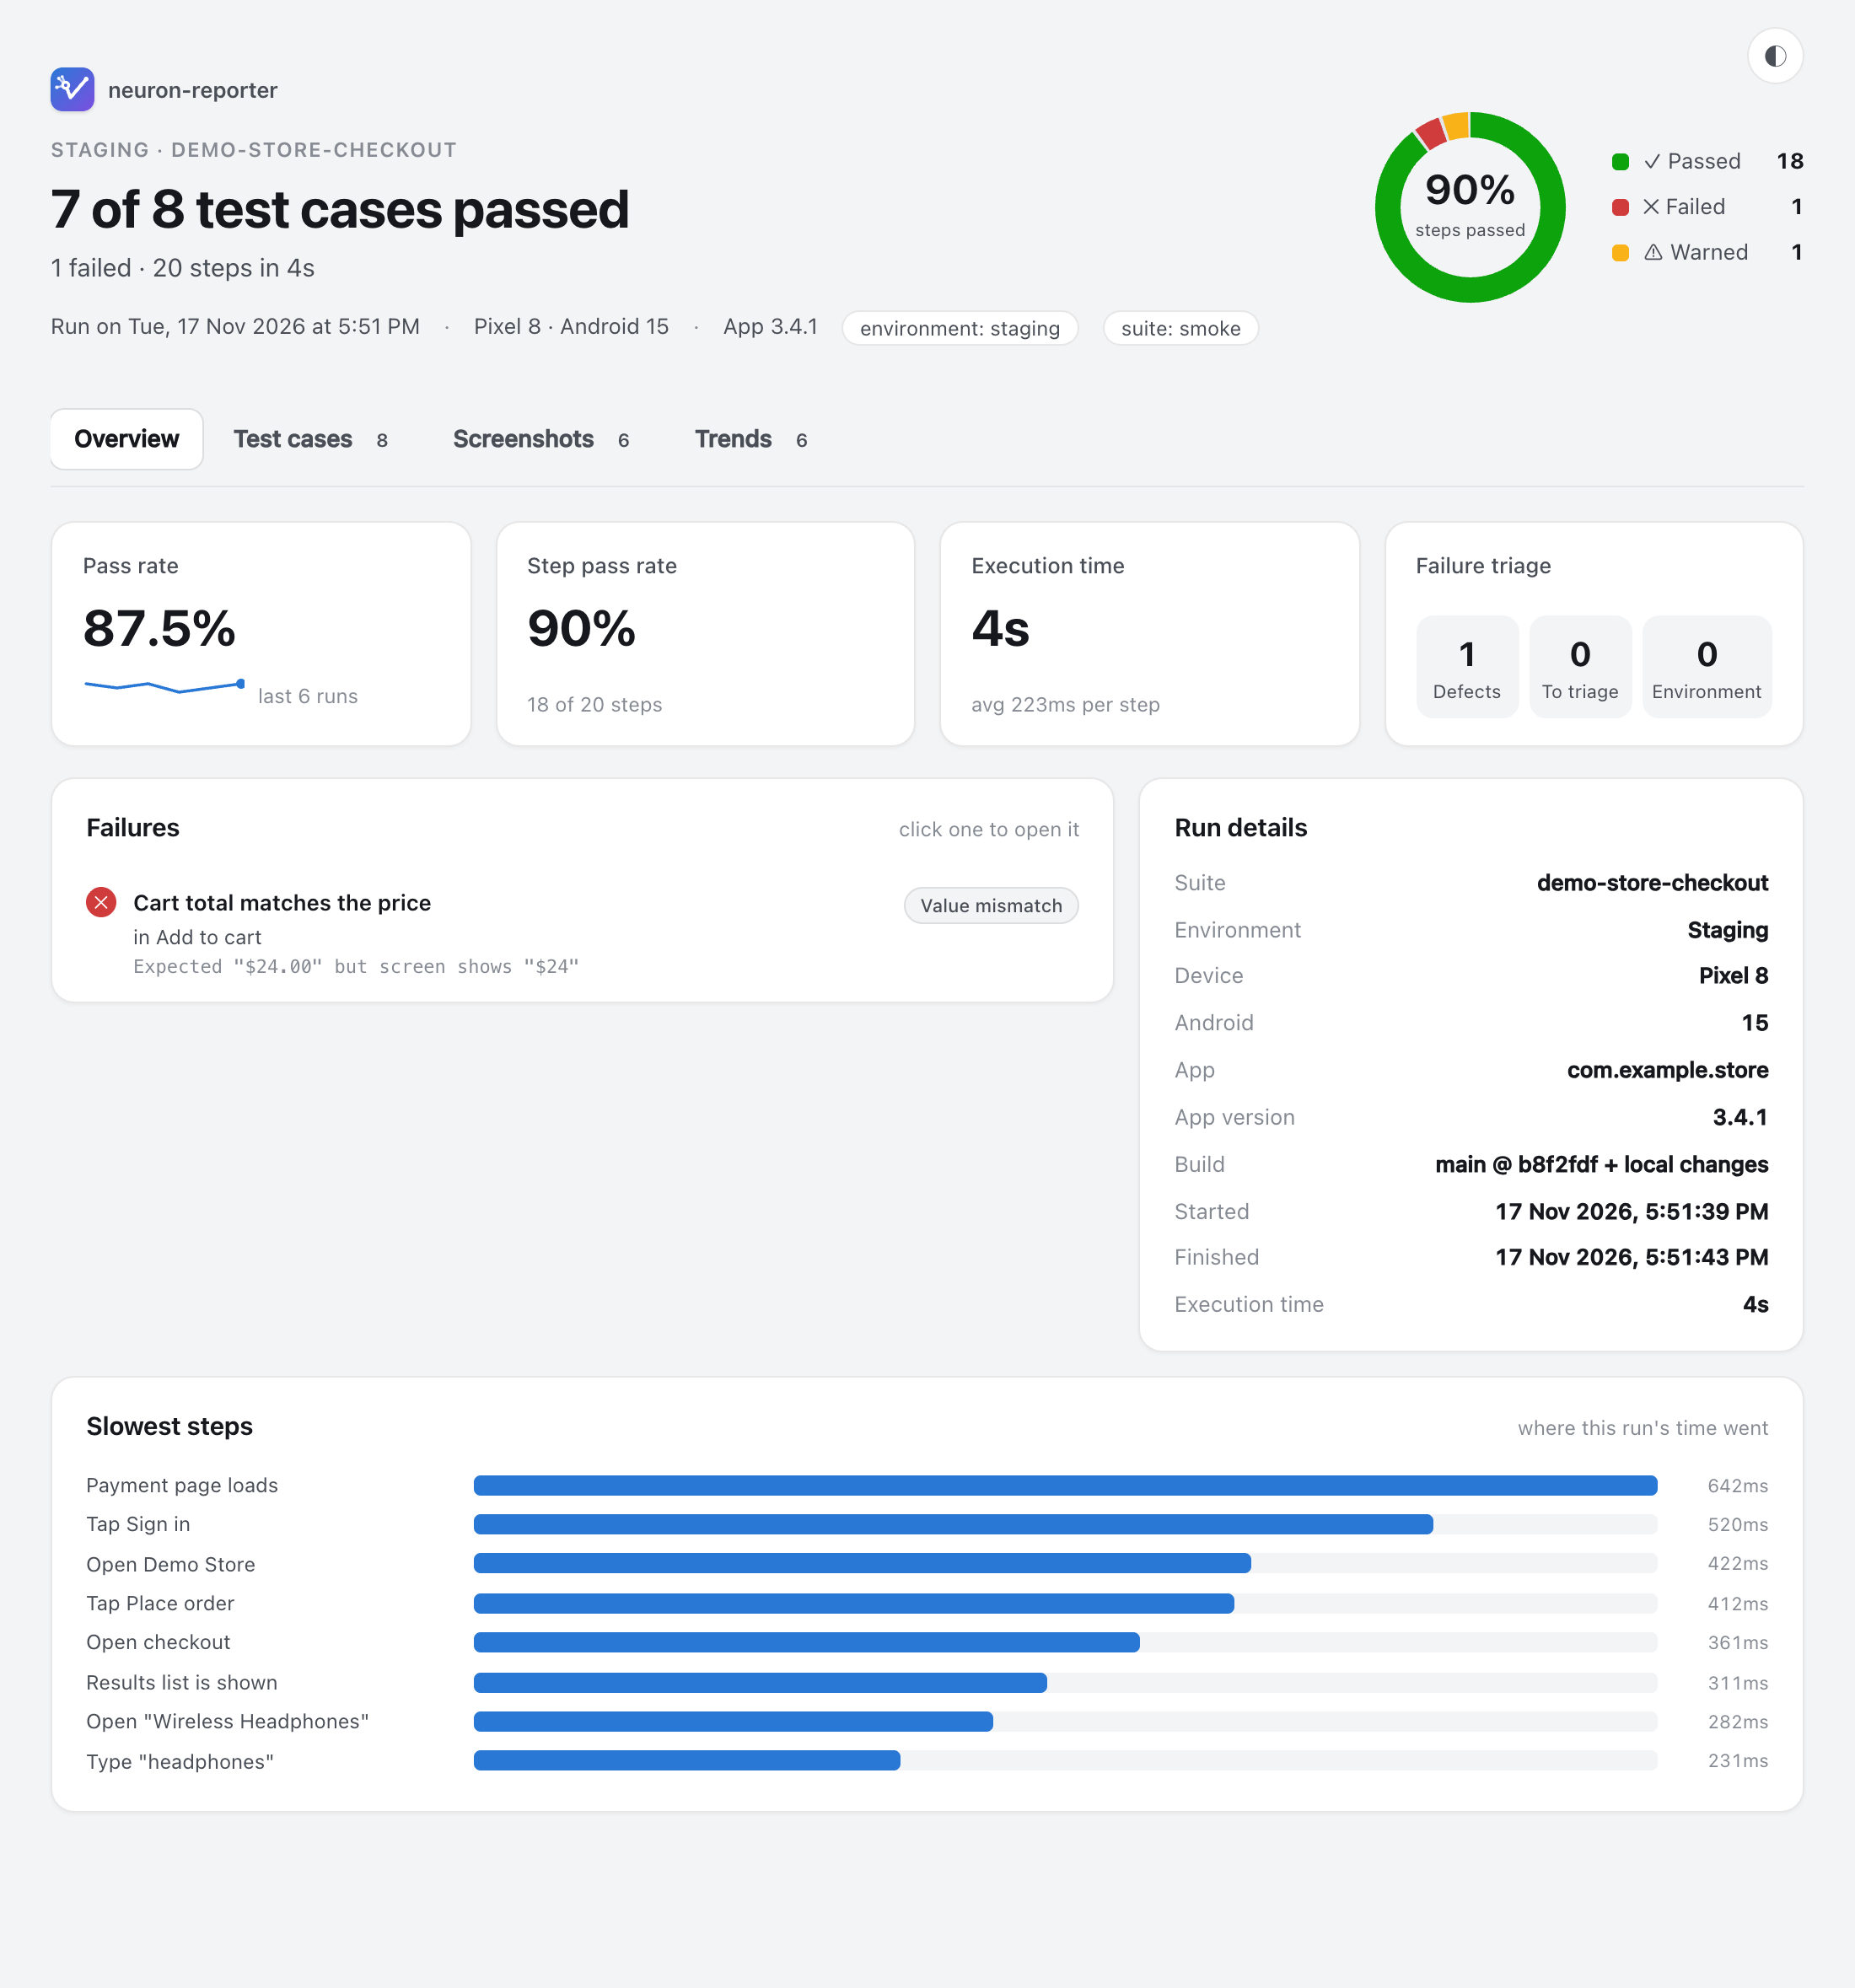 neuron-reporter
STAGING · DEMO-STORE-CHECKOUT
7 of 8 test cases passed
1 failed · 20 steps in 4s
Run on Tue, 17 Nov 2026 at 5:51 PM · Pixel 8 · Android 15 · App 3.4.1 environment: staging suite: smoke
90%
steps passed
Passed 18
Failed 1
Warned 1
Overview Test cases 8 Screenshots 6 Trends 6
Pass rate
87.5%
last 6 runs
Step pass rate
90%
18 of 20 steps
Execution time
4s
avg 223ms per step
Failure triage
1 Defects
0 To triage
0 Environment
Failures click one to open it
Cart total matches the price Value mismatch
in Add to cart
Expected "$24.00" but screen shows "$24"
Run details
Suite demo-store-checkout
Environment Staging
Device Pixel 8
Android 15
App com.example.store
App version 3.4.1
Build main @ b8f2fdf + local changes
Started 17 Nov 2026, 5:51:39 PM
Finished 17 Nov 2026, 5:51:43 PM
Execution time 4s
Slowest steps where this run's time went
Payment page loads 642ms
Tap Sign in 520ms
Open Demo Store 422ms
Tap Place order 412ms
Open checkout 361ms
Results list is shown 311ms
Open "Wireless Headphones" 282ms
Type "headphones" 231ms